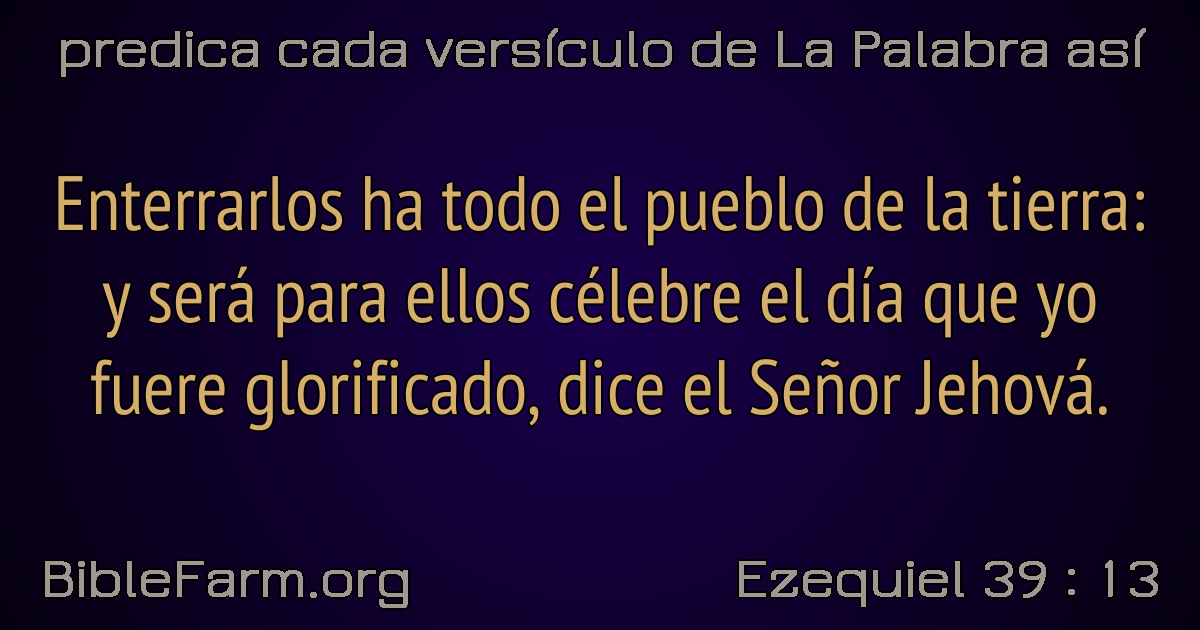 predica cada versículo de La Palabra así
Enterrarlos ha todo el pueblo de la tierra:
y será para ellos célebre el día que yo
fuere glorificado, dice el Señor Jehová.
BibleFarm.org
Ezequiel 39 : 13